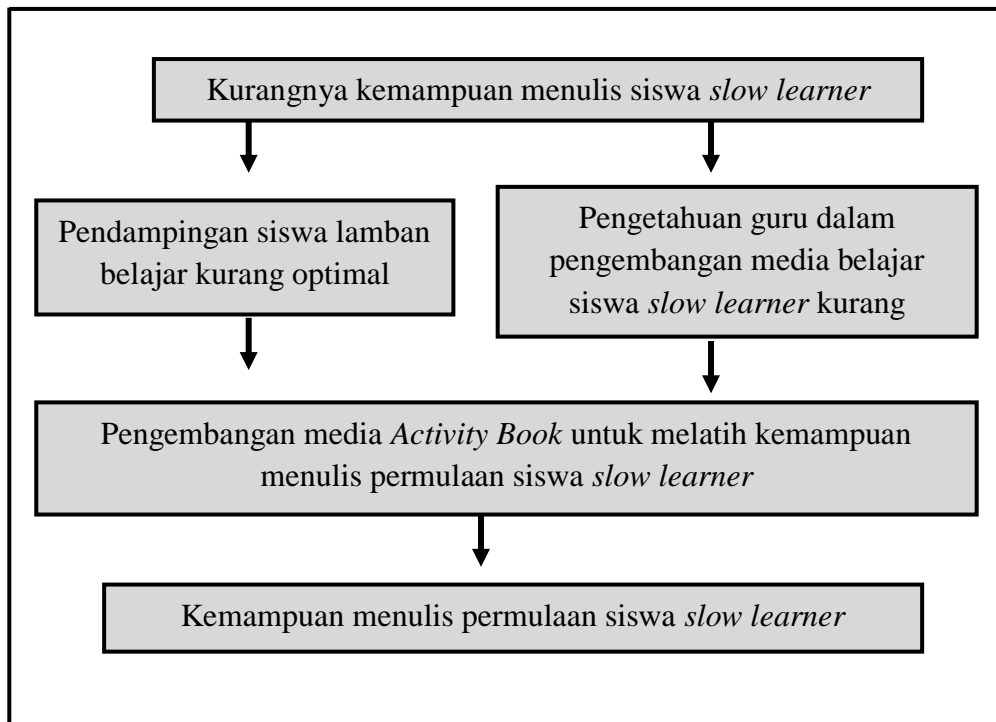 Kurangnya kemampuan menulis siswa slow learner
Pendampingan siswa lamban
belajar kurang optimal
Pengetahuan guru dalam
pengembangan media belajar
siswa slow learner kurang
Pengembangan media Activity Book untuk melatih kemampuan
menulis permulaan siswa slow learner
Kemampuan menulis permulaan siswa slow learner